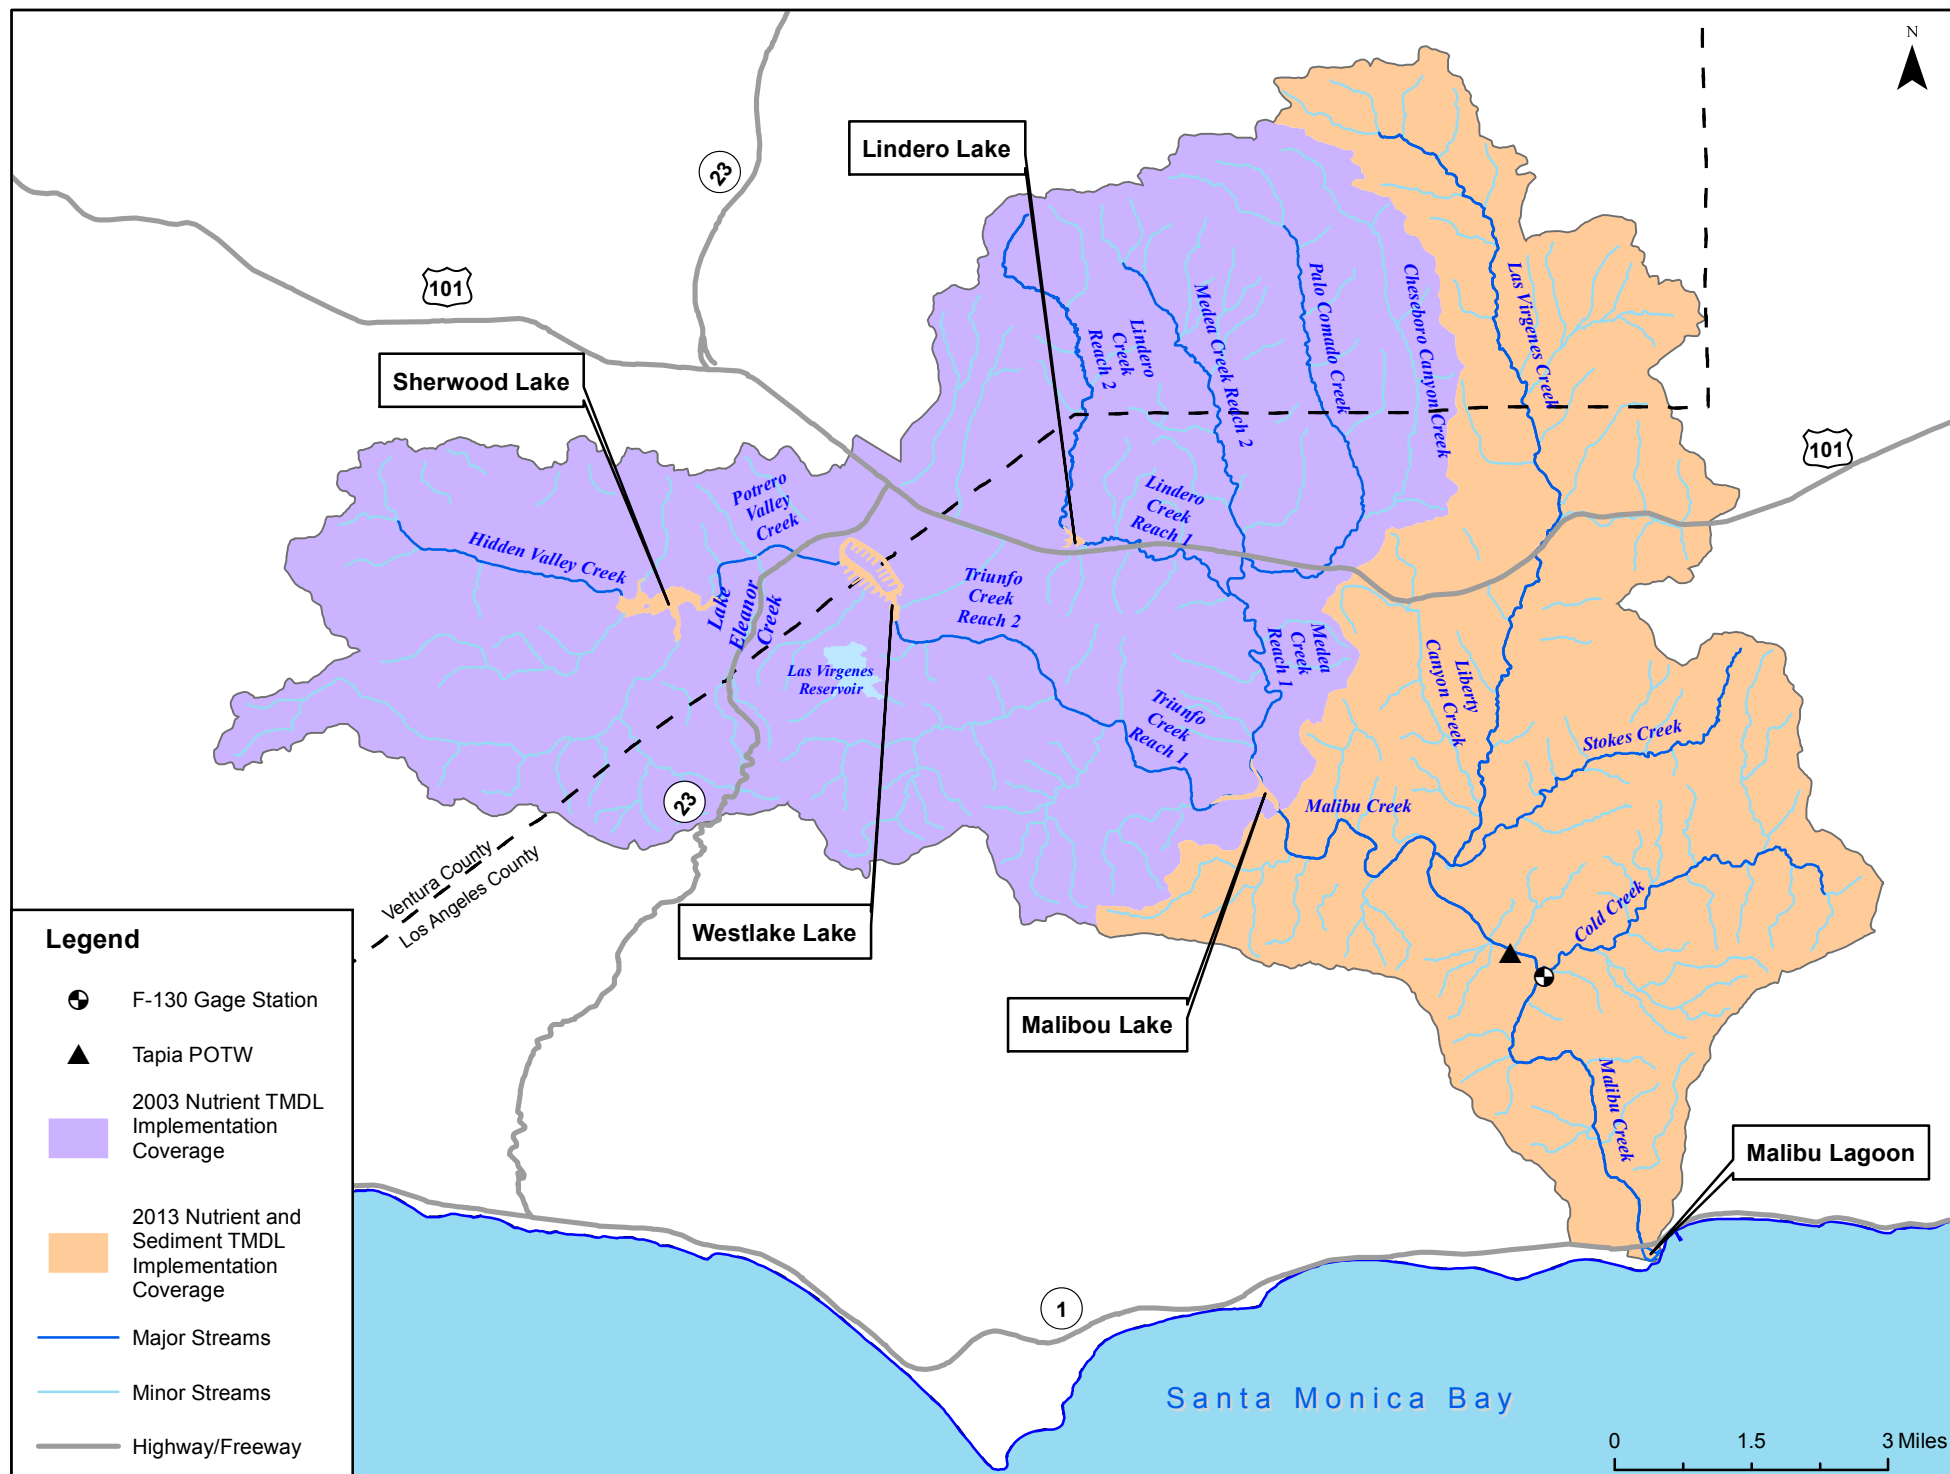 N
23
Lindero Lake
101
Sherwood Lake
Lindero
Creek
Reach 2
Medea Creek Reach 2
Palo Comado Creek
Cheseboro Canyon Creek
Las Virgenes Creek
101
Potrero
Valley
Creek
Hidden Valley Creek
Lindero
Creek
Reach 1
Lake
Eleanor
Creek
Triunfo
Creek
Reach 2
Las Virgenes
Reservoir
Medea
Creek
Reach 1
Liberty
Canyon Creek
Triunfo
Creek
Reach 1
Stokes Creek
23
Malibu Creek
Ventura County
Los Angeles County
Westlake Lake
Cold Creek
Malibou Lake
Malibu Creek
Malibu Lagoon
Legend
F-130 Gage Station
Tapia POTW
2003 Nutrient TMDL
Implementation
Coverage
2013 Nutrient and
Sediment TMDL
Implementation
Coverage
Major Streams
Minor Streams
Highway/Freeway
1
Santa Monica Bay
0 1.5 3 Miles